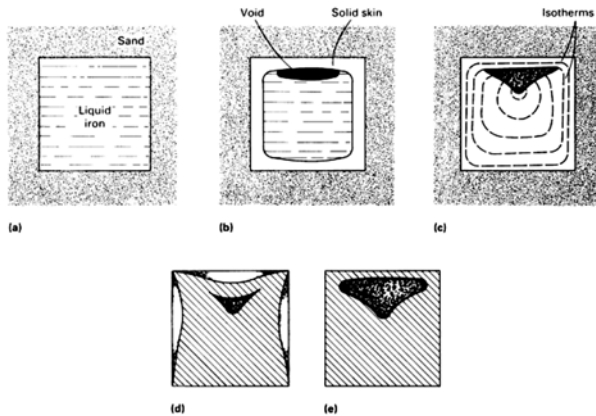 Sand
Liquid
iron
(a)
Void
Solid skin
(b)
Isotherms
(c)
(d)
(e)